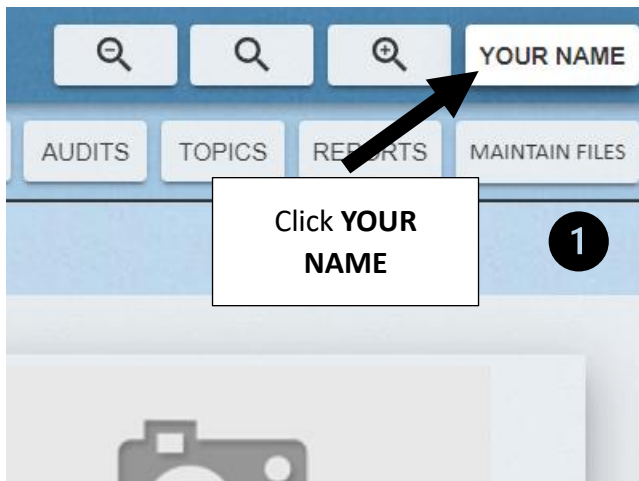 YOUR NAME
AUDITS TOPICS REPORTS MAINTAIN FILES
Click YOUR
NAME
1